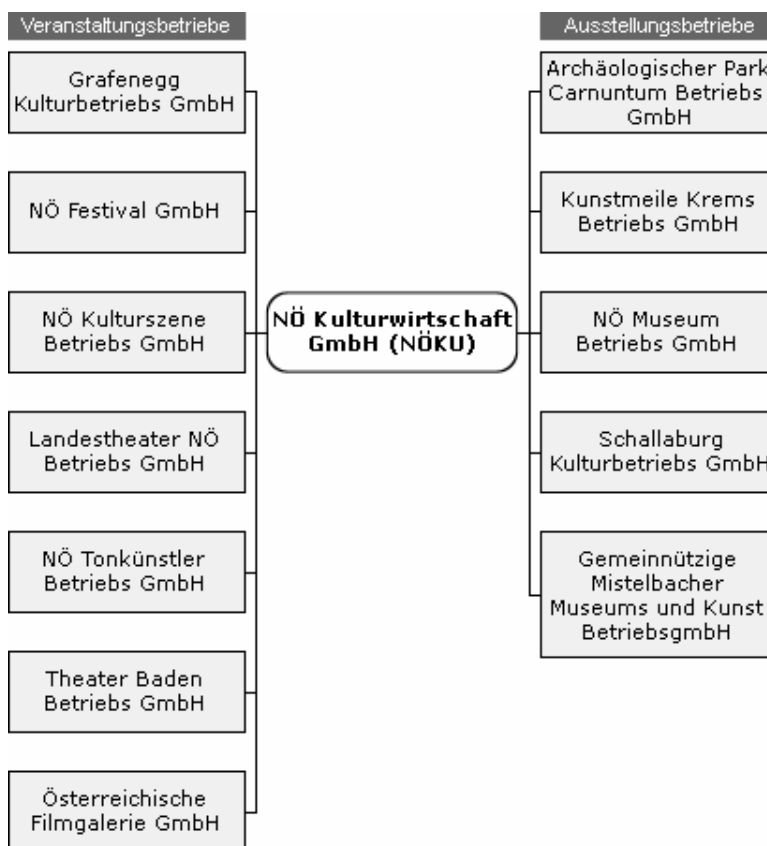 Veranstaltungsbetriebe
Grafenegg
Kulturbetriebs GmbH
NÖ Festival GmbH
NÖ Kulturszene
Betriebs GmbH
Landestheater NÖ
Betriebs GmbH
NÖ Tonkünstler
Betriebs GmbH
Theater Baden
Betriebs GmbH
Österreichische
Filmgalerie GmbH
NÖ Kulturwirtschaft
GmbH (NÖKU)
Ausstellungsbetriebe
Archäologischer Park
Carnuntum Betriebs
GmbH
Kunstmeile Krems
Betriebs GmbH
NÖ Museum
Betriebs GmbH
Schallaburg
Kulturbetriebs GmbH
Gemeinnützige
Mistelbacher
Museums und Kunst
BetriebsgmbH